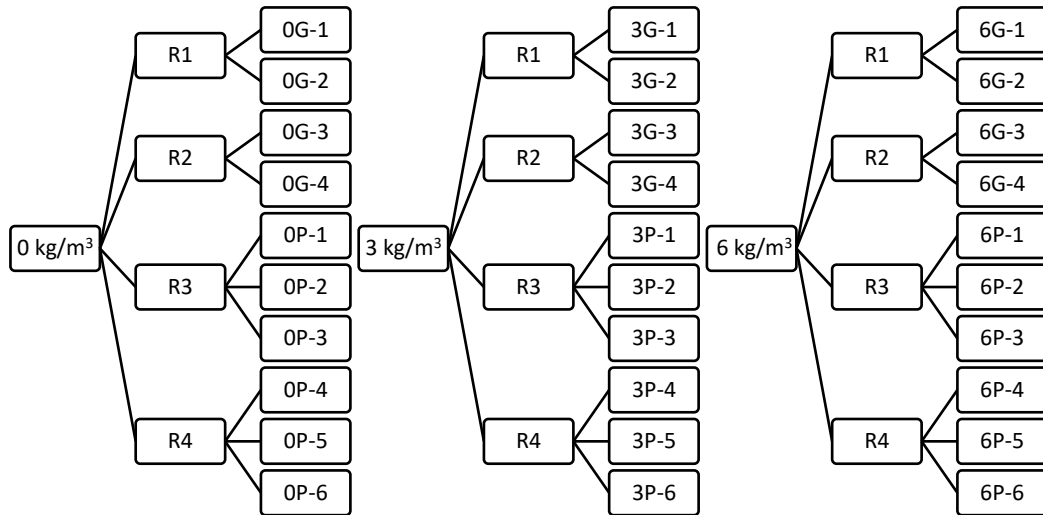 0 kg/m³
R1
0G-1
0G-2
R2
0G-3
0G-4
R3
0P-1
0P-2
0P-3
R4
0P-4
0P-5
0P-6
3 kg/m³
R1
3G-1
3G-2
R2
3G-3
3G-4
R3
3P-1
3P-2
3P-3
R4
3P-4
3P-5
3P-6
6 kg/m³
R1
6G-1
6G-2
R2
6G-3
6G-4
R3
6P-1
6P-2
6P-3
R4
6P-4
6P-5
6P-6